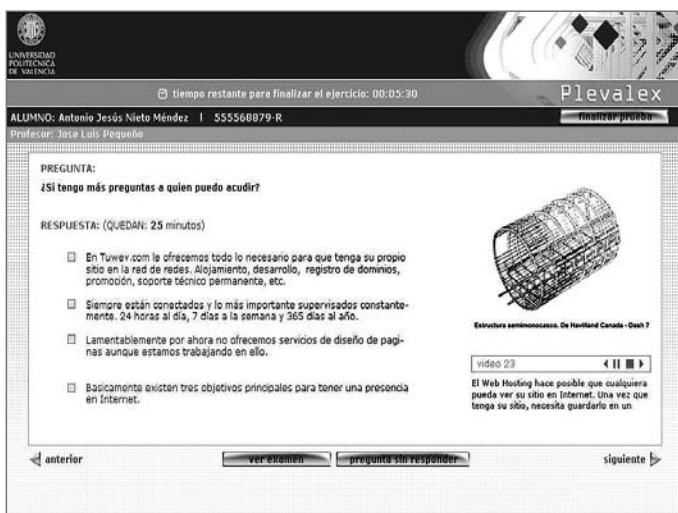 UNIVERSIDAD
POLITECNICA
DE VALENCIA
tiempo restante para finalizar el ejercicio: 00:05:30
Plevalex
ALUMNO: Antonio Jesús Nieto Méndez | 555568879-R
finalizar prueba
Profesor: Jose Luis Pequeño
PREGUNTA:
¿Si tengo más preguntas a quien puedo acudir?
RESPUESTA: (QUEDAN: 25 minutos)
En Tuwev.com le ofrecemos todo lo necesario para que tenga su propio
sitio en la red de redes. Alojamiento, desarrollo, registro de dominios,
promoción, soporte técnico permanente, etc.
Siempre están conectados y lo más importante supervisados constante-
mente. 24 horas al día, 7 días a la semana y 365 días al año.
Lamentablemente por ahora no ofrecemos servicios de diseño de pagi-
nas aunque estamos trabajando en ello.
Basicamente existen tres objetivos principales para tener una presencia
en Internet.
Estructura semimonocasco. De Havilland Canada - Dash 7
video 23
El Web Hosting hace posible que cualquiera
pueda ver su sitio en Internet. Una vez que
tenga su sitio, necesita guardarlo en un
anterior
ver examen
pregunta sin responder
siguiente